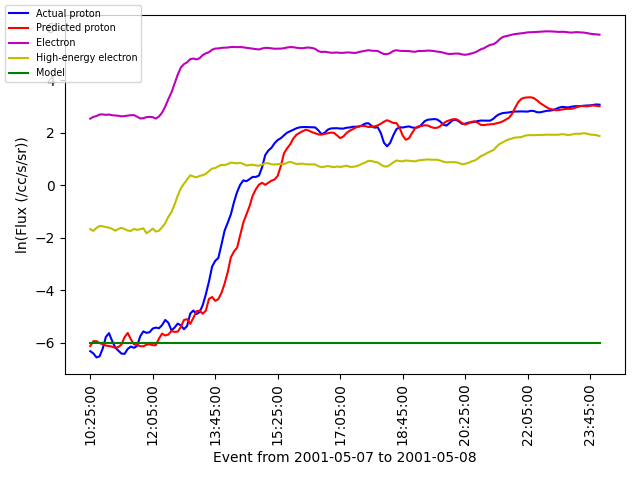 Actual proton
Predicted proton
Electron
High-energy electron
Model
ln(Flux (/cc/s/sr))
4
2
0
−2
−4
−6
10:25:00
12:05:00
13:45:00
15:25:00
17:05:00
18:45:00
20:25:00
22:05:00
23:45:00
Event from 2001-05-07 to 2001-05-08